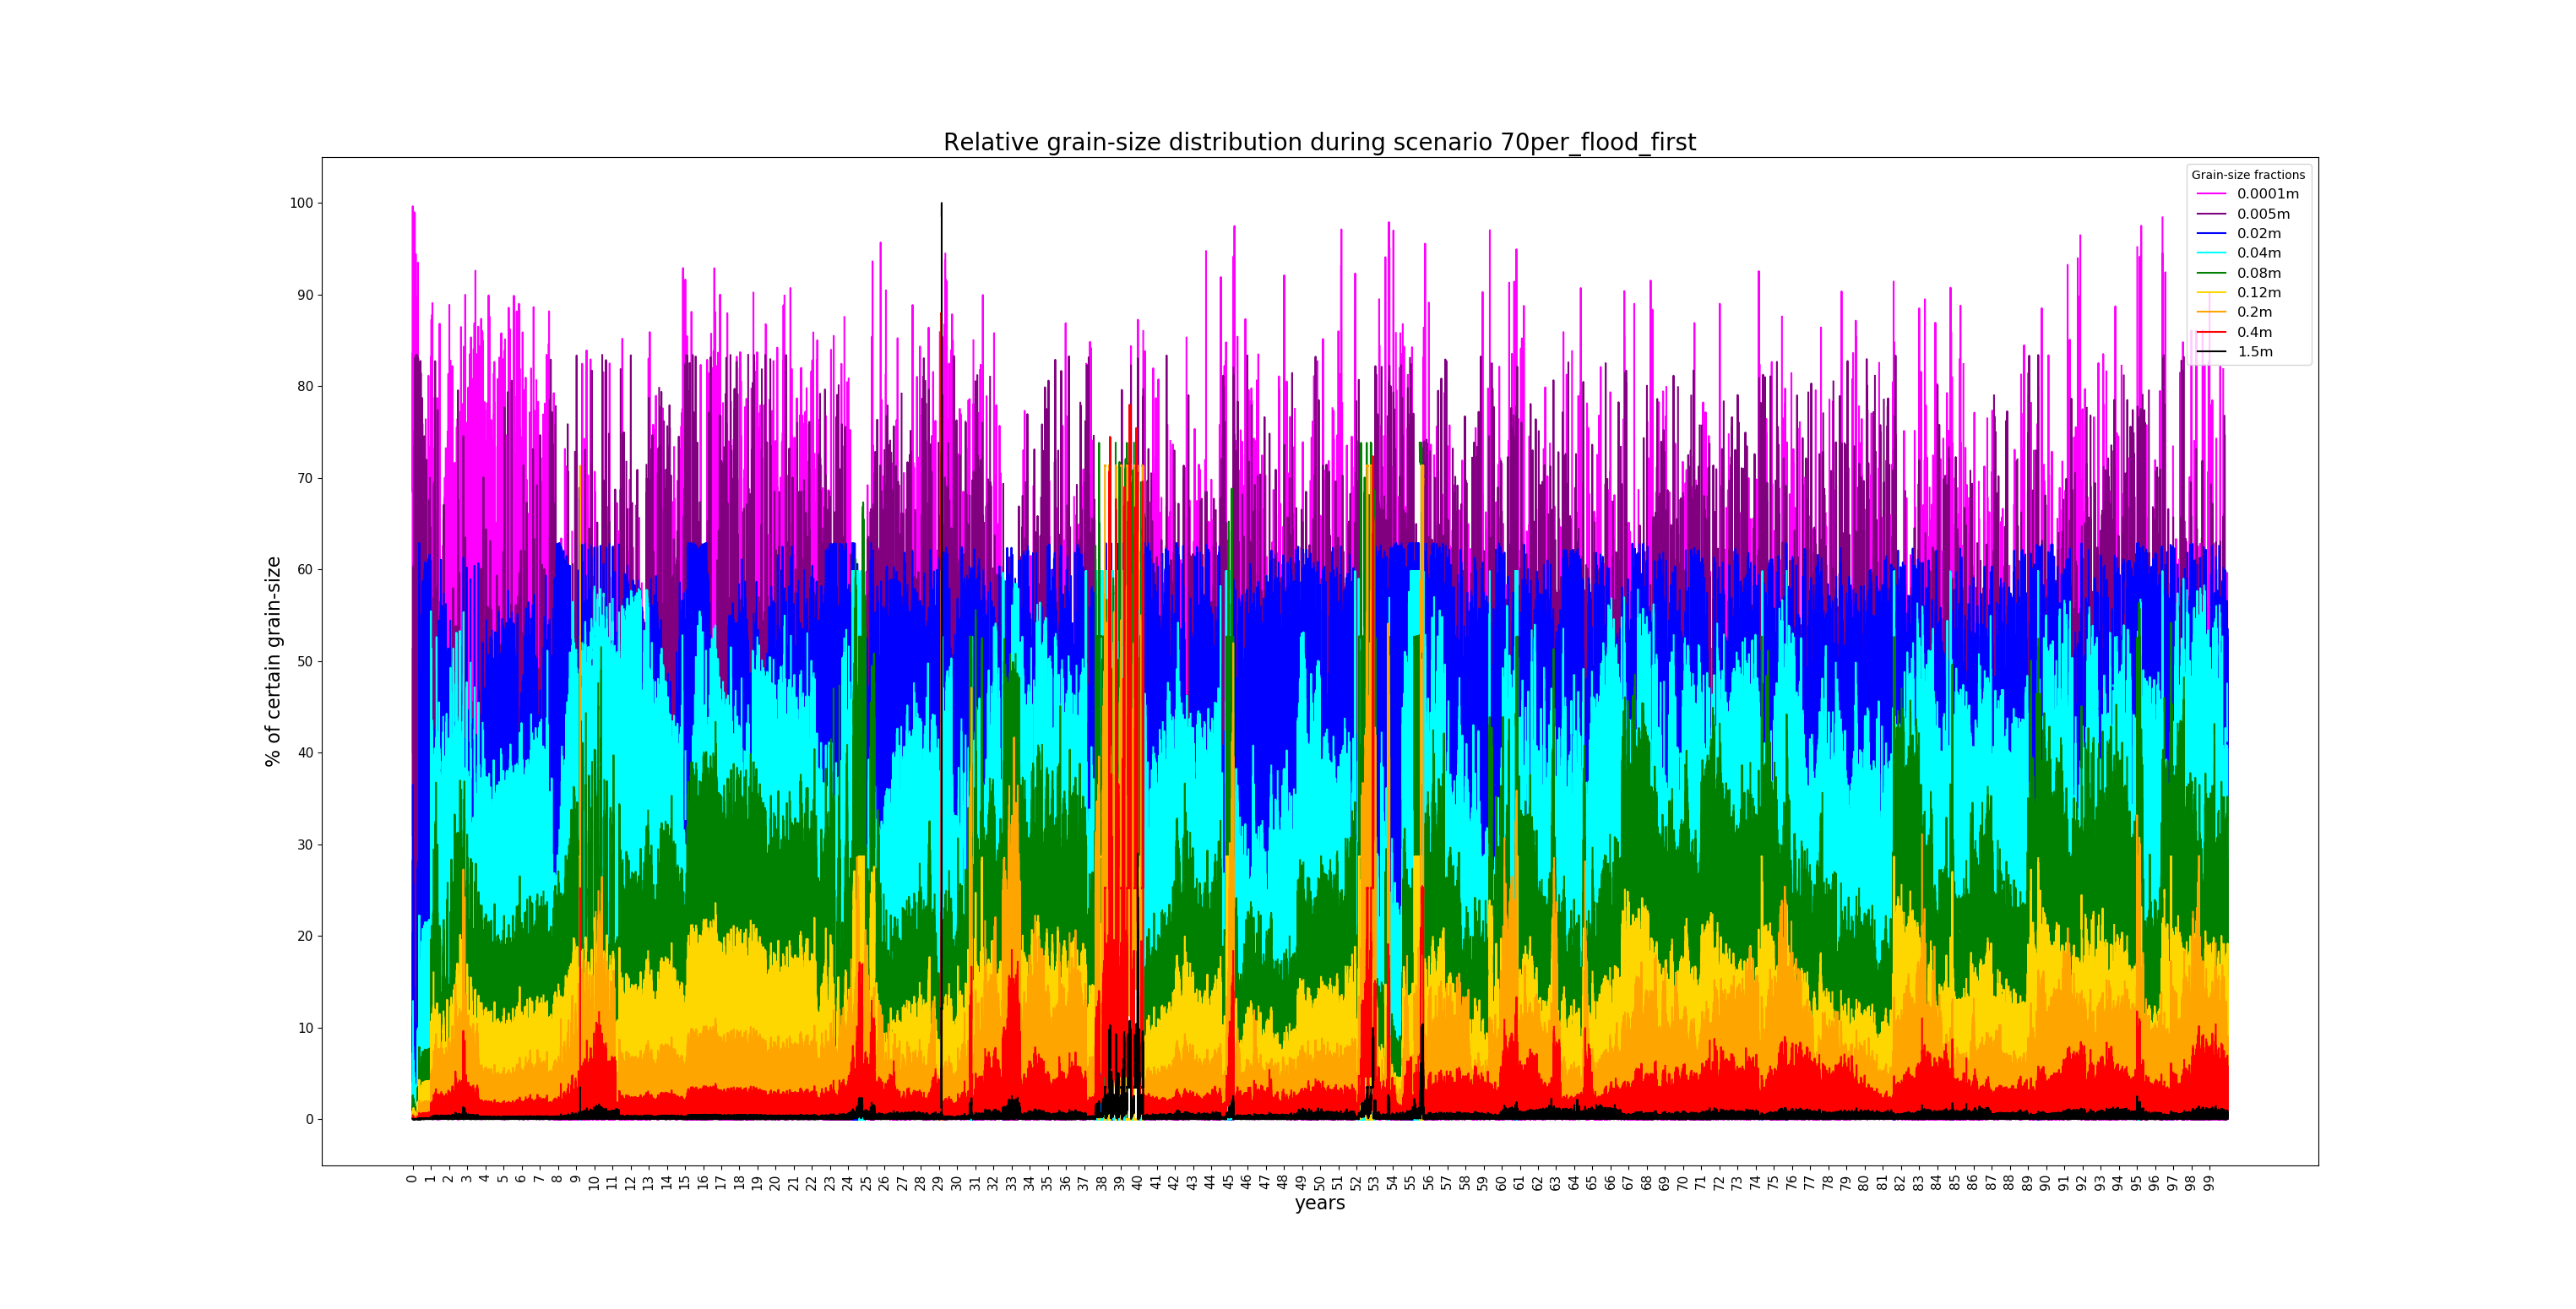 Relative grain-size distribution during scenario 70per_flood_first
% of certain grain-size
100
90
80
70
60
50
40
30
20
10
0
Grain-size fractions
0.0001m
0.005m
0.02m
0.04m
0.08m
0.12m
0.2m
0.4m
1.5m
0 1 2 3 4 5 6 7 8 9 10 11 12 13 14 15 16 17 18 19 20 21 22 23 24 25 26 27 28 29 30 31 32 33 34 35 36 37 38 39 40 41 42 43 44 45 46 47 48 49 50 51 52 53 54 55 56 57 58 59 60 61 62 63 64 65 66 67 68 69 70 71 72 73 74 75 76 77 78 79 80 81 82 83 84 85 86 87 88 89 90 91 92 93 94 95 96 97 98 99
years